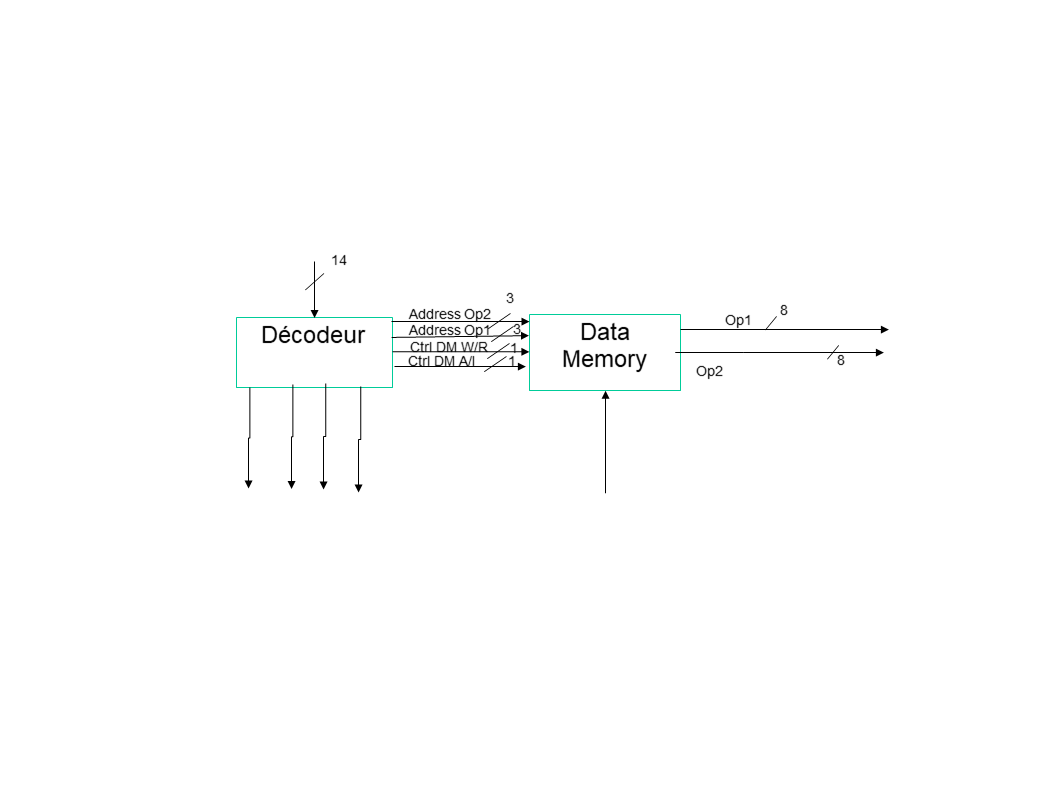 14
3
Address Op2
Address Op1
3
Ctrl DM W/R
1
Ctrl DM A/I
1
Décodeur
Data
Memory
Op1
8
8
Op2